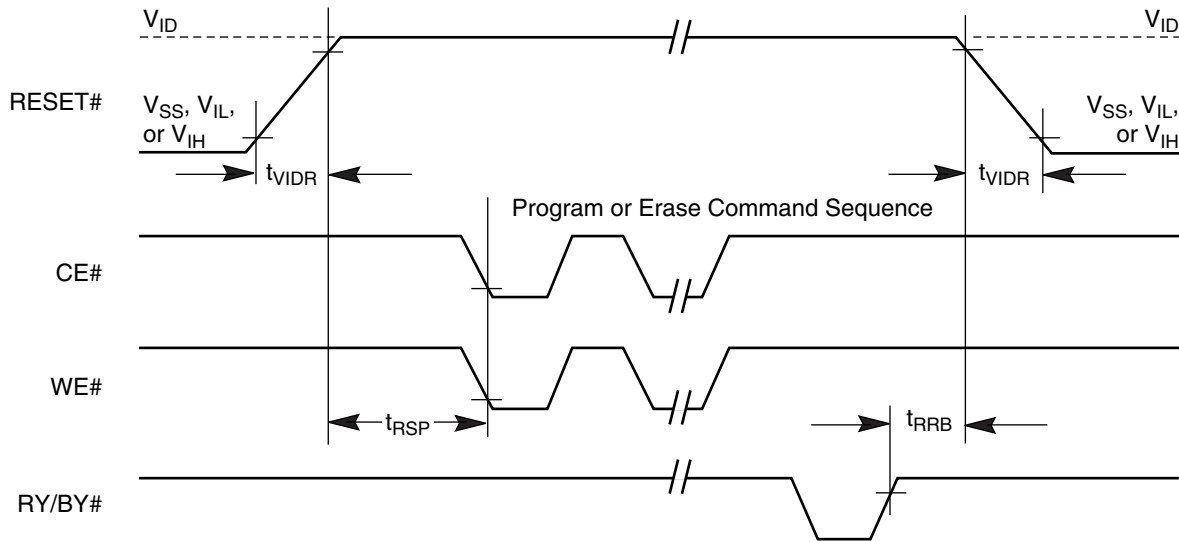 VID
VID
RESET#
VSS, VIL,
or VIH
VSS, VIL,
or VIH
tVIDR
tVIDR
Program or Erase Command Sequence
CE#
WE#
tRSP
tRRB
RY/BY#